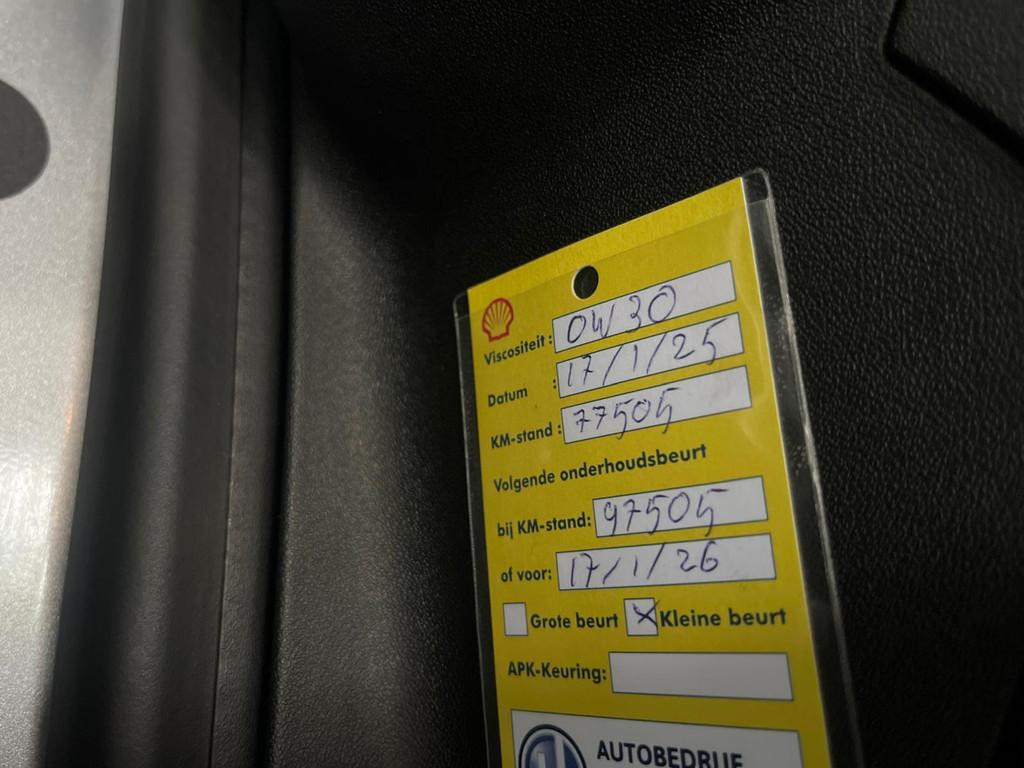 Viscositeit: 0W30
Datum : 17/1/25
KM-stand: 77505
Volgende onderhoudsbeurt
bij KM-stand: 97505
of voor: 17/1/26
Grote beurt Kleine beurt
APK-Keuring:
AUTOBEDRIJF